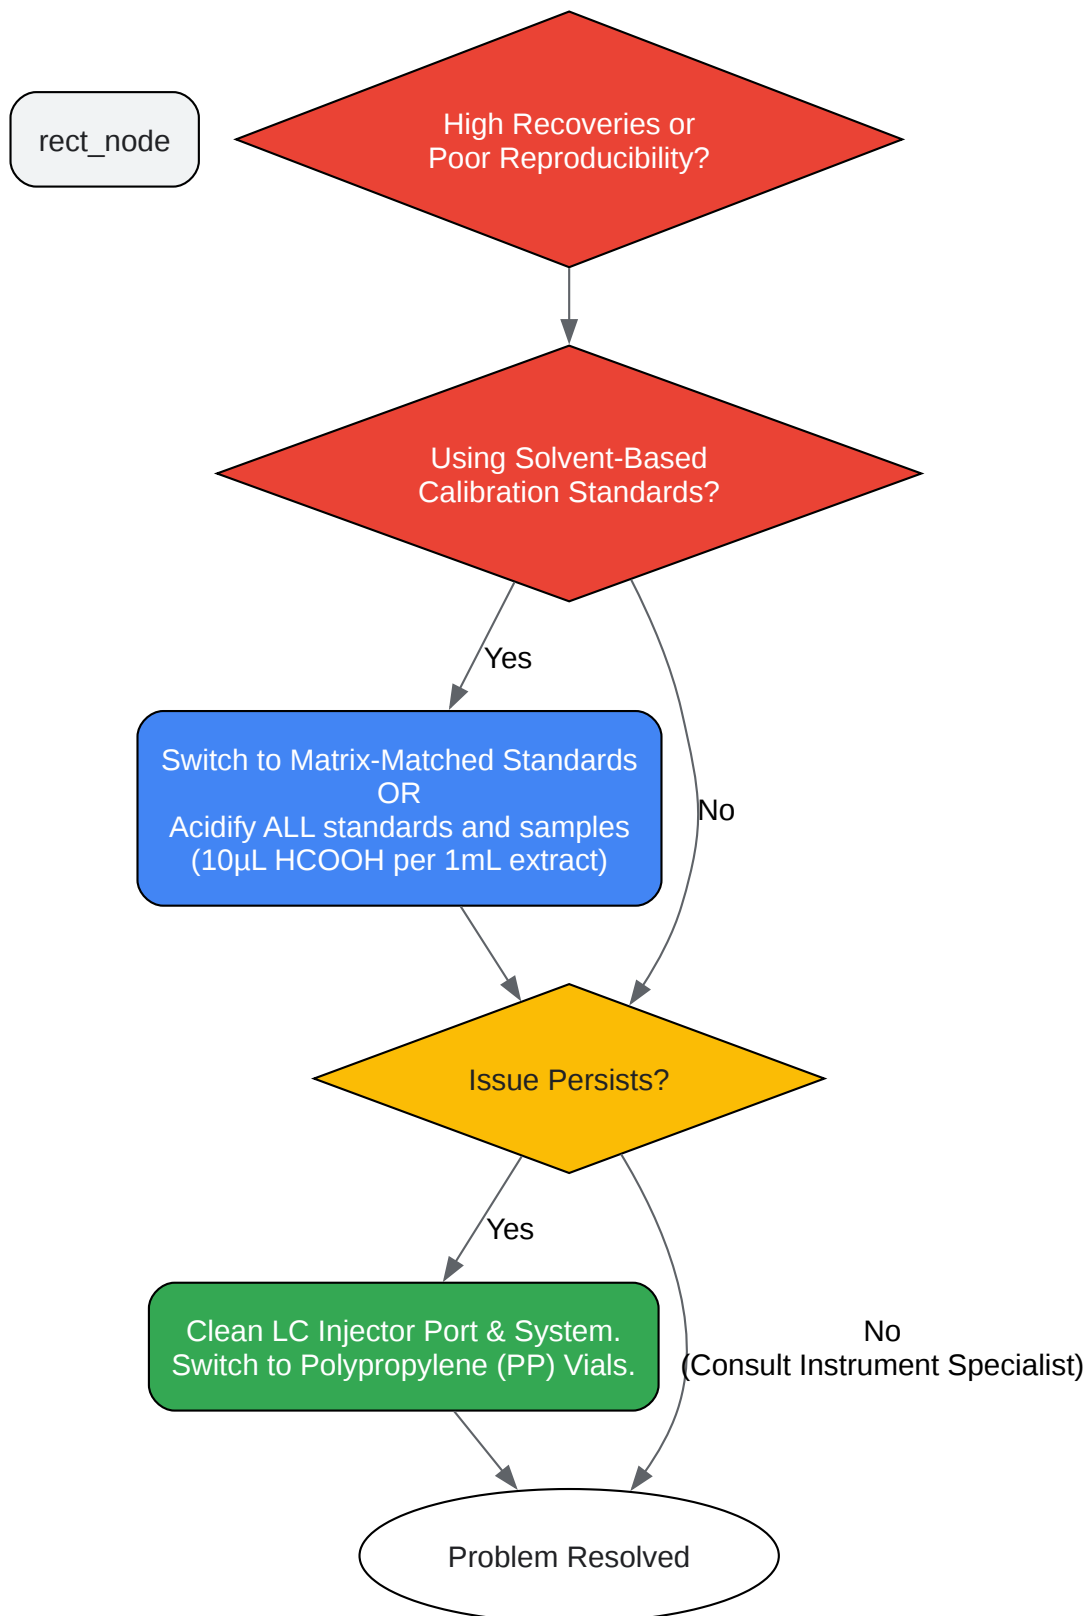 rect_node
High Recoveries or
Poor Reproducibility?
Using Solvent-Based
Calibration Standards?
Yes
Switch to Matrix-Matched Standards
OR
Acidify ALL standards and samples
(10µL HCOOH per 1mL extract)
No
Issue Persists?
Yes
Clean LC Injector Port & System.
Switch to Polypropylene (PP) Vials.
No
(Consult Instrument Specialist)
Problem Resolved